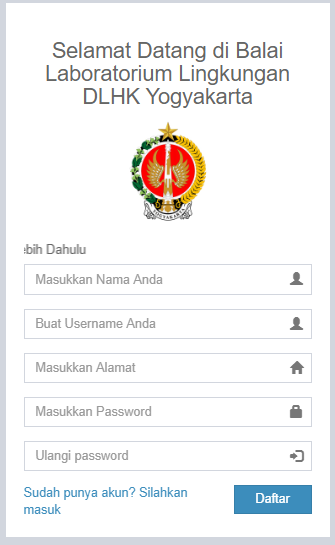 Selamat Datang di Balai
Laboratorium Lingkungan
DLHK Yogyakarta
ebih Dahulu
Masukkan Nama Anda
Buat Username Anda
Masukkan Alamat
Masukkan Password
Ulangi password
Sudah punya akun? Silahkan
masuk
Daftar